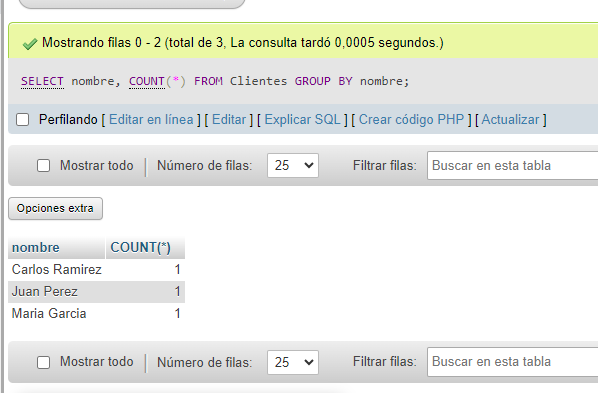 Mostrando filas 0 - 2 (total de 3, La consulta tardó 0,0005 segundos.)
SELECT nombre, COUNT(*) FROM Clientes GROUP BY nombre;
Perfilando [ Editar en línea ] [ Editar ] [ Explicar SQL ] [ Crear código PHP ] [ Actualizar ]
Mostrar todo | Número de filas: 25 Filtrar filas: Buscar en esta tabla
Opciones extra
nombre COUNT(*)
Carlos Ramirez 1
Juan Perez 1
Maria Garcia 1
Mostrar todo | Número de filas: 25 Filtrar filas: Buscar en esta tabla